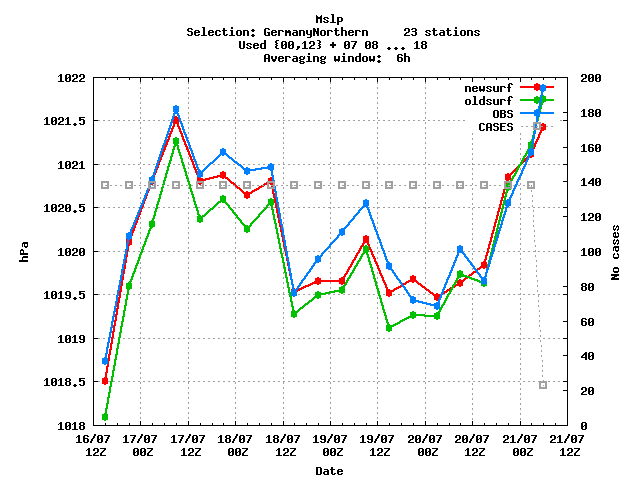 Mslp
Selection: GermanyNorthern 23 stations
Used {00,12} + 07 08 ... 18
Averaging window: 6h
1022
1021.5
1021
1020.5
1020
1019.5
1019
1018.5
1018
hPa
200
180
160
140
120
100
80
60
40
20
0
No cases
newsurf
oldsurf
OBS
CASES
16/07 17/07 17/07 18/07 18/07 19/07 19/07 20/07 20/07 21/07 21/07
12Z 00Z 12Z 00Z 12Z 00Z 12Z 00Z 12Z 00Z 12Z
Date